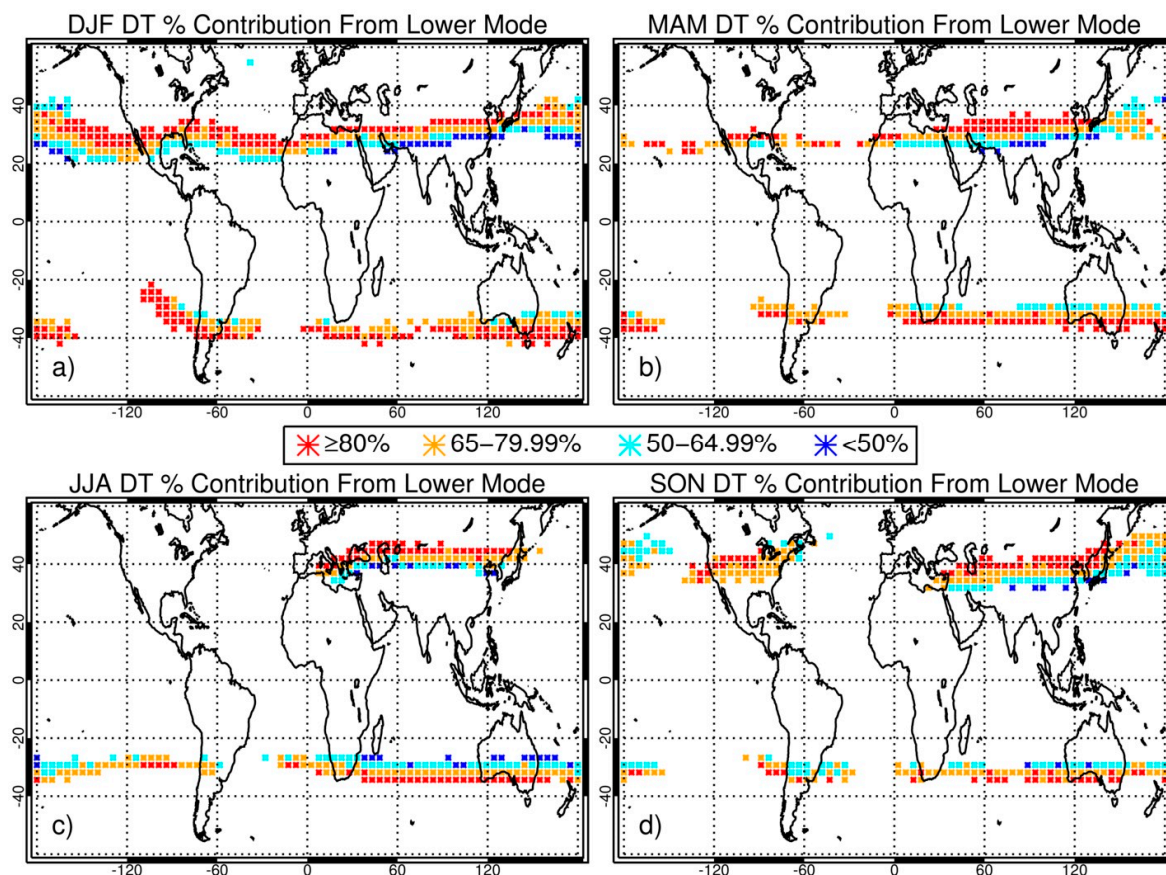 DJF DT % Contribution From Lower Mode
MAM DT % Contribution From Lower Mode
40
20
0
-20
-40
a)
-120 -60 0 60 120
40
20
0
-20
-40
b)
-120 -60 0 60 120
≥80% 65–79.99% 50–64.99% <50%
JJA DT % Contribution From Lower Mode
SON DT % Contribution From Lower Mode
40
20
0
-20
-40
c)
-120 -60 0 60 120
40
20
0
-20
-40
d)
-120 -60 0 60 120